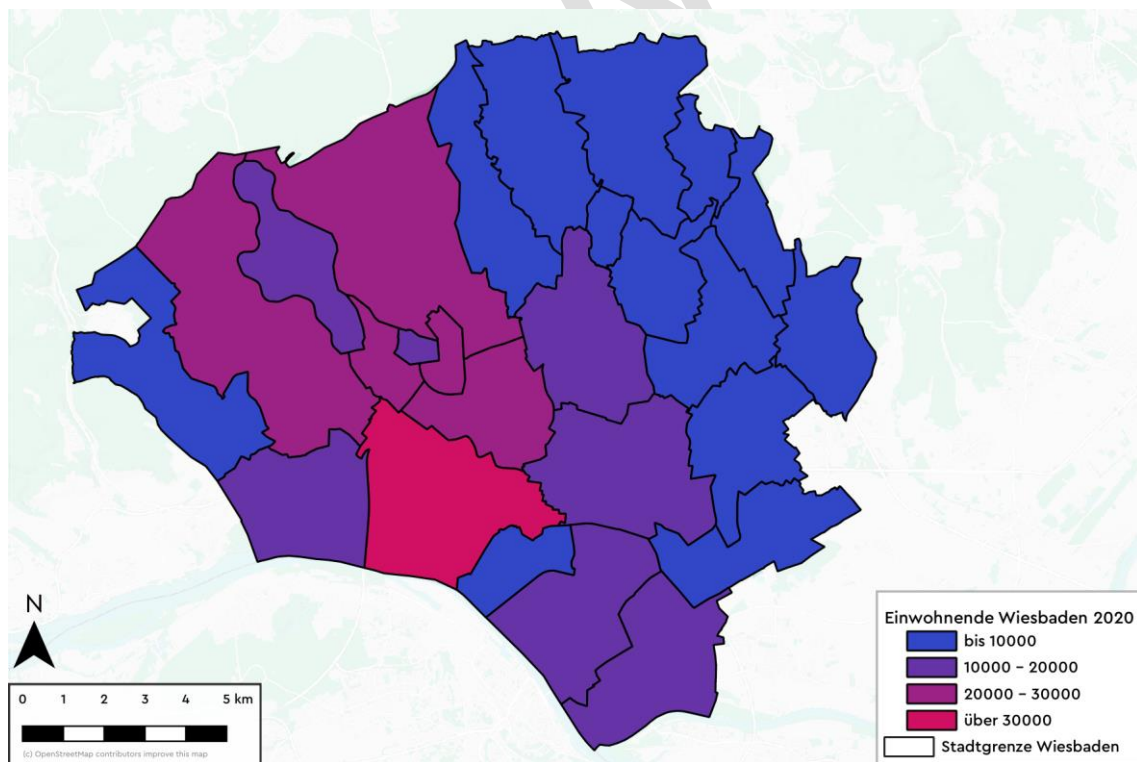 N
0 1 2 3 4 5 km
(c) OpenStreetMap contributors improve this map
Einwohnende Wiesbaden 2020
bis 10000
10000 - 20000
20000 - 30000
über 30000
Stadtgrenze Wiesbaden